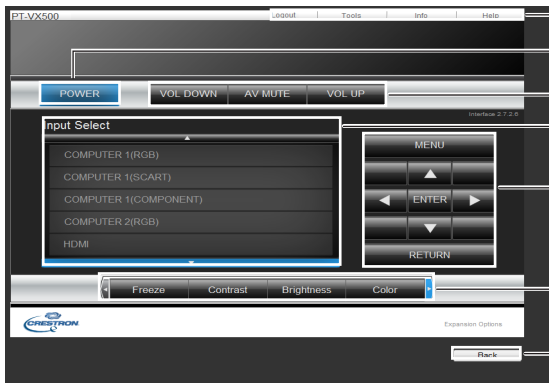 PT-VX500
Logout Tools Info Help
POWER VOL DOWN AV MUTE VOL UP
Interface 2.7.2.6
Input Select
COMPUTER 1(RGB)
COMPUTER 1(SCART)
COMPUTER 1(COMPONENT)
COMPUTER 2(RGB)
HDMI
MENU
ENTER
RETURN
Freeze Contrast Brightness Color
CRESTRON
Expansion Options
Back